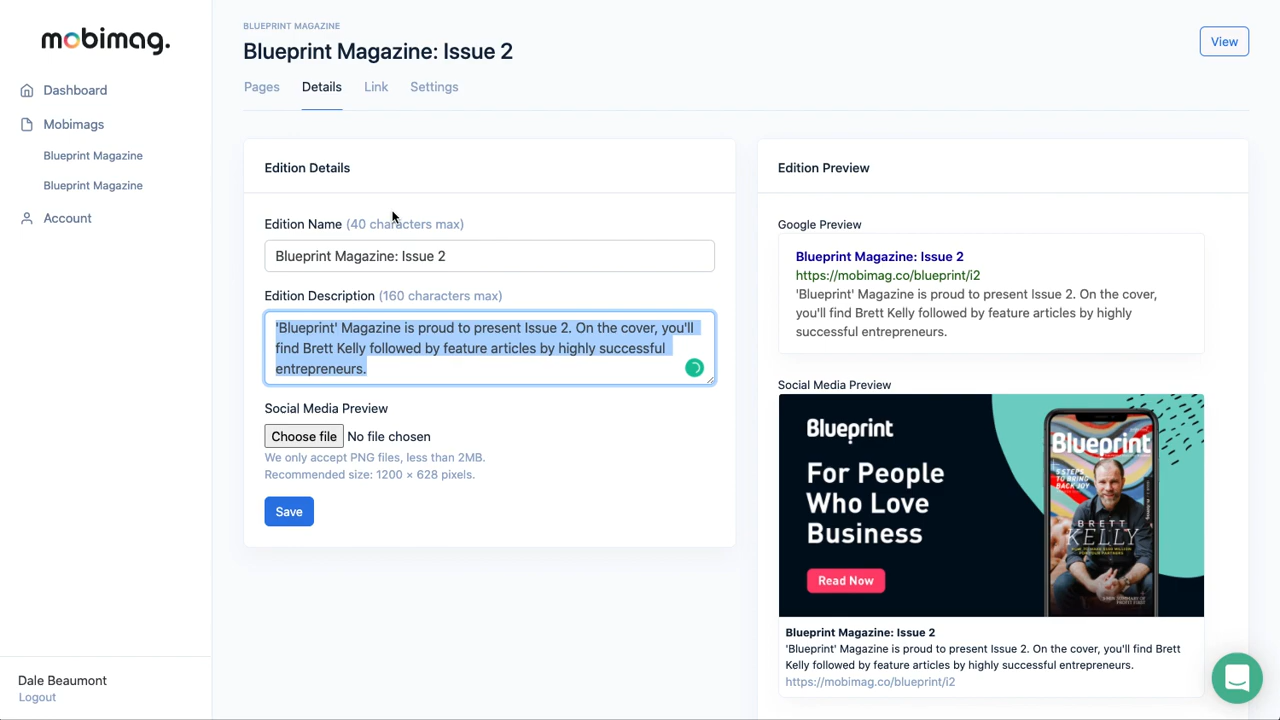 mobimag.
Dashboard
Mobimags
Blueprint Magazine
Blueprint Magazine
Account
Dale Beaumont
Logout
BLUEPRINT MAGAZINE
Blueprint Magazine: Issue 2
View
Pages
Details
Link
Settings
Edition Details
Edition Name (40 characters max)
Blueprint Magazine: Issue 2
Edition Description (160 characters max)
'Blueprint' Magazine is proud to present Issue 2. On the cover, you'll
find Brett Kelly followed by feature articles by highly successful
entrepreneurs.
Social Media Preview
Choose file No file chosen
We only accept PNG files, less than 2MB.
Recommended size: 1200 × 628 pixels.
Save
Edition Preview
Google Preview
Blueprint Magazine: Issue 2
https://mobimag.co/blueprint/i2
'Blueprint' Magazine is proud to present Issue 2. On the cover,
you'll find Brett Kelly followed by feature articles by highly
successful entrepreneurs.
Social Media Preview
Blueprint
For People
Who Love
Business
Read Now
Blueprint
5 STEPS
TO BRING
BACK JOY
BRETT
KELLY
Blueprint Magazine: Issue 2
'Blueprint' Magazine is proud to present Issue 2. On the cover, you'll find Brett
Kelly followed by feature articles by highly successful entrepreneurs.
https://mobimag.co/blueprint/i2